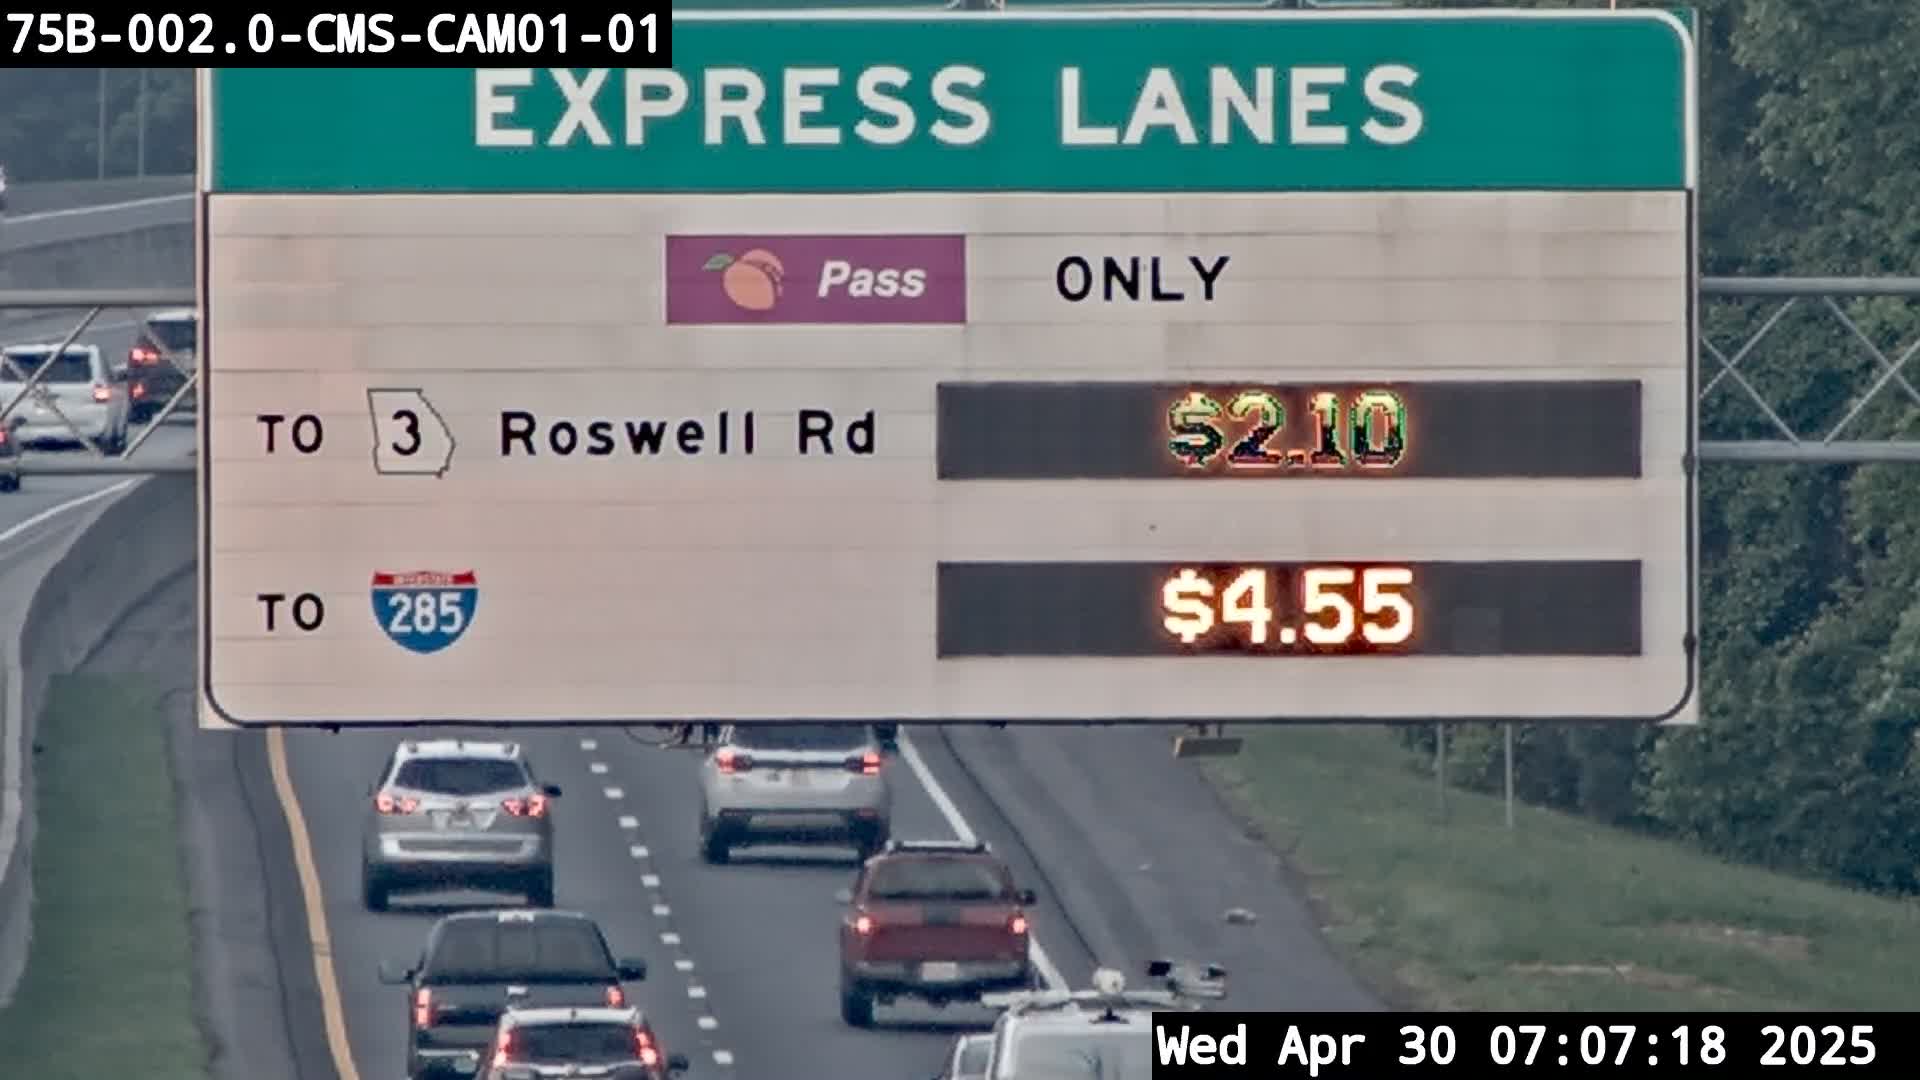 75B-002.0-CMS-CAM01-01
EXPRESS LANES
Pass ONLY
TO 3 Roswell Rd $2.10
TO INTERSTATE 285 $4.55
Wed Apr 30 07:07:18 2025